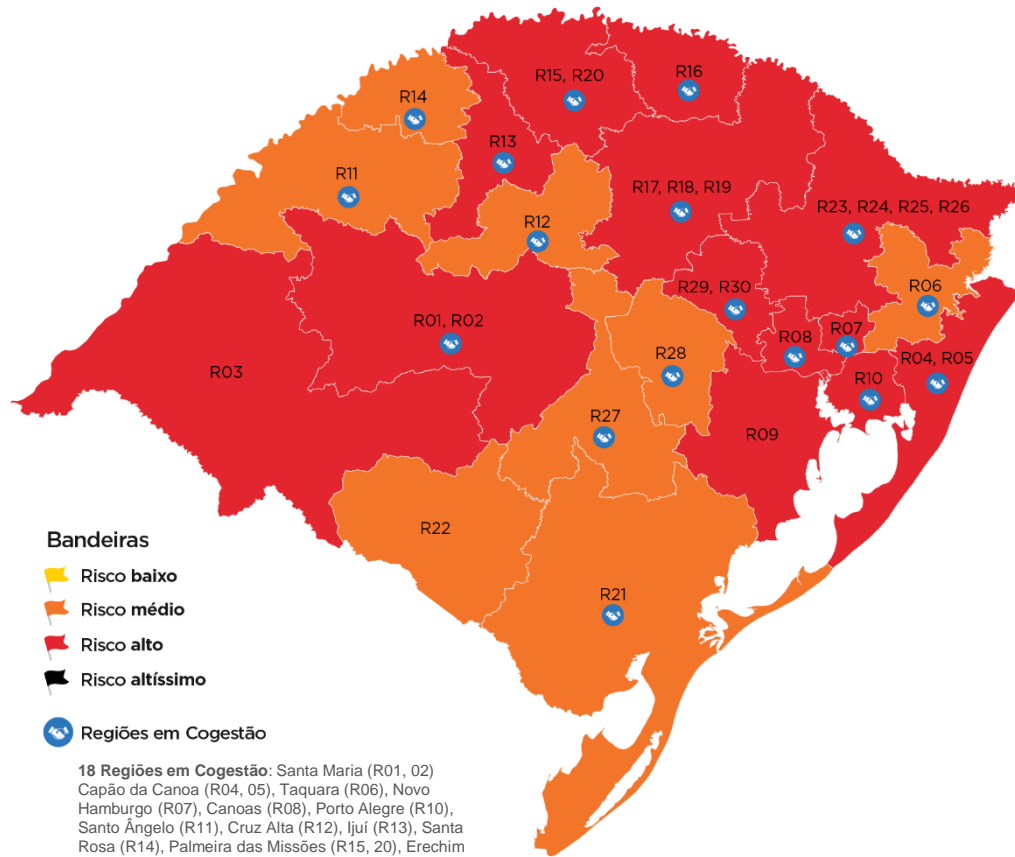 R16
R15, R20
R14
R13
R11
R17, R18, R19
R23, R24, R25, R26
R12
R06
R29, R30
R01, R02
R08
R07
R28
R04, R05
R03
R10
R09
R27
R22
R21
Bandeiras
Risco baixo
Risco médio
Risco alto
Risco altíssimo
Regiões em Cogestão
18 Regiões em Cogestão: Santa Maria (R01, 02)
Capão da Canoa (R04, 05), Taquara (R06), Novo
Hamburgo (R07), Canoas (R08), Porto Alegre (R10),
Santo Ângelo (R11), Cruz Alta (R12), Ijuí (R13), Santa
Rosa (R14), Palmeira das Missões (R15, 20), Erechim